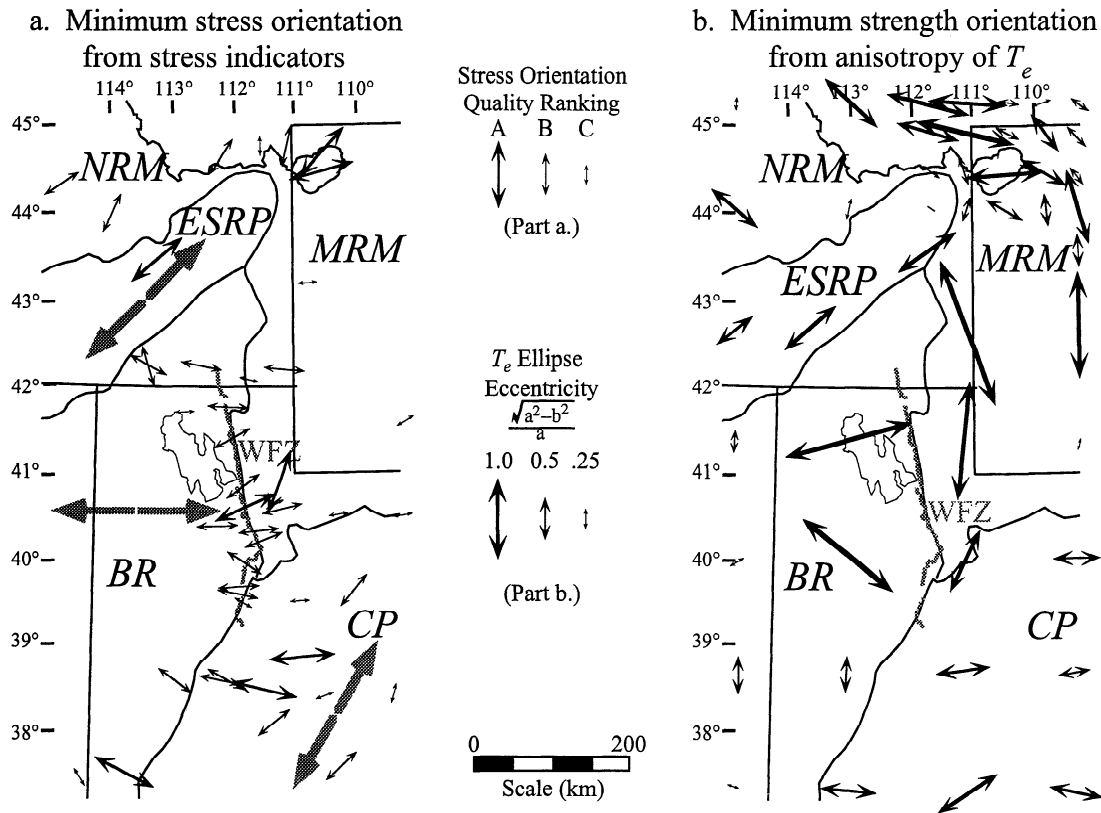 a. Minimum stress orientation
from stress indicators
114° 113° 112° 111° 110°
45°
44°
43°
42°
41°
40°
39°
38°
NRM
ESRP
MRM
WFZ
BR
CP
Stress Orientation
Quality Ranking
A B C
(Part a.)
Te Ellipse
Eccentricity
√a²–b²
a
1.0 0.5 .25
(Part b.)
0 200
Scale (km)
b. Minimum strength orientation
from anisotropy of Te
114° 113° 112° 111° 110°
45°
44°
43°
42°
41°
40°
39°
38°
NRM
ESRP
MRM
WFZ
BR
CP